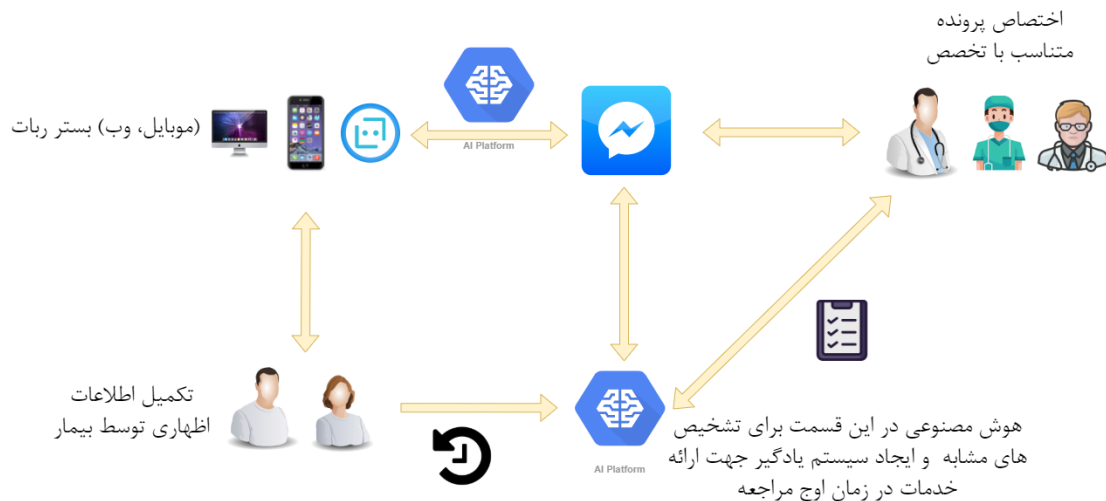 اختصاص پرونده
متناسب با تخصص
(موبایل، وب) بستر ربات
AI Platform
تکمیل اطلاعات
اظهاری توسط بیمار
AI Platform
هوش مصنوعی در این قسمت برای تشخیص
های مشابه و ایجاد سیستم یادگیر جهت ارائه
خدمات در زمان اوج مراجعه